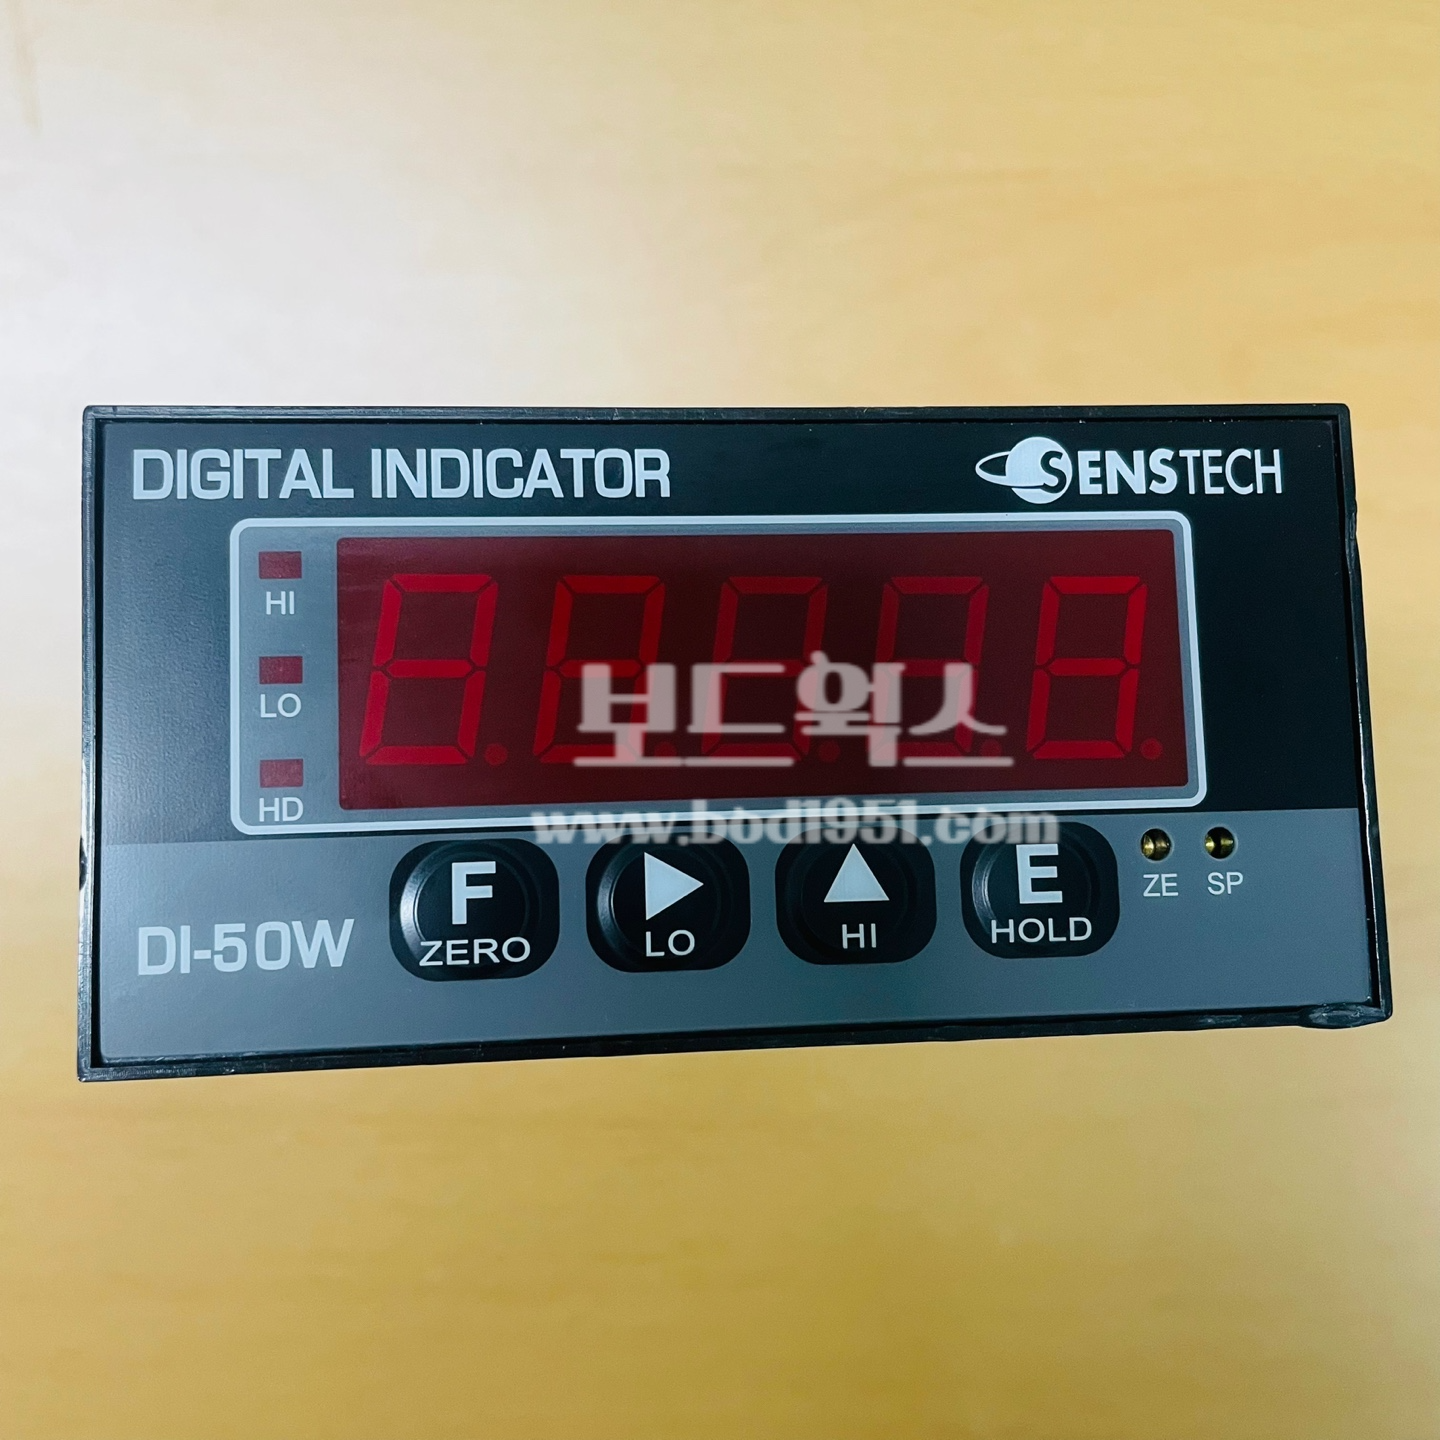 DIGITAL INDICATOR
SENSTECH
HI
LO
HD
보드웍스
www.bod1951.com
F
ZERO
LO
HI
E
HOLD
ZE
SP
DI-50W